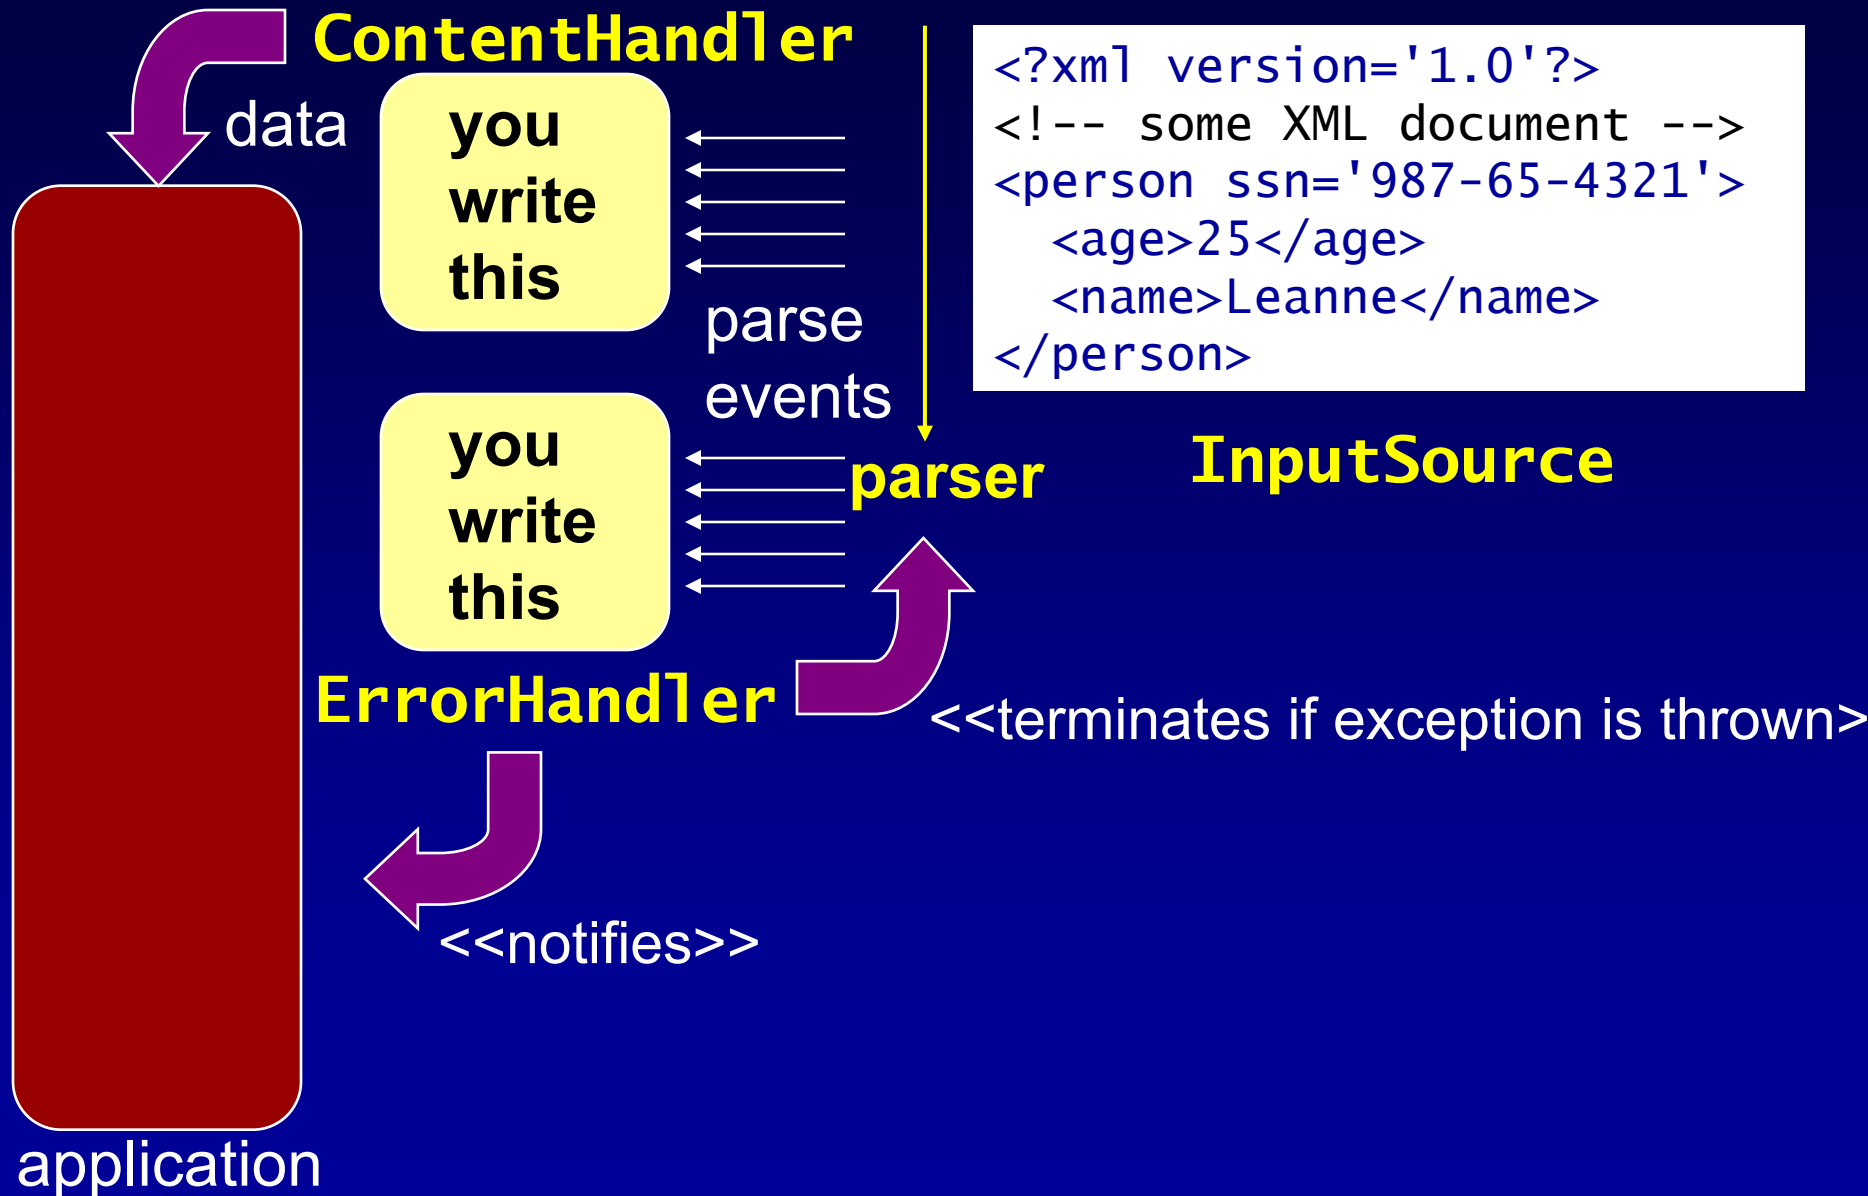 ContentHandler
data
you
write
this
parse
events
<?xml version='1.0'?>
<!-- some XML document -->
<person ssn='987-65-4321'>
  <age>25</age>
  <name>Leanne</name>
</person>
InputSource
parser
you
write
this
ErrorHandler
<<terminates if exception is thrown>
<<notifies>>
application